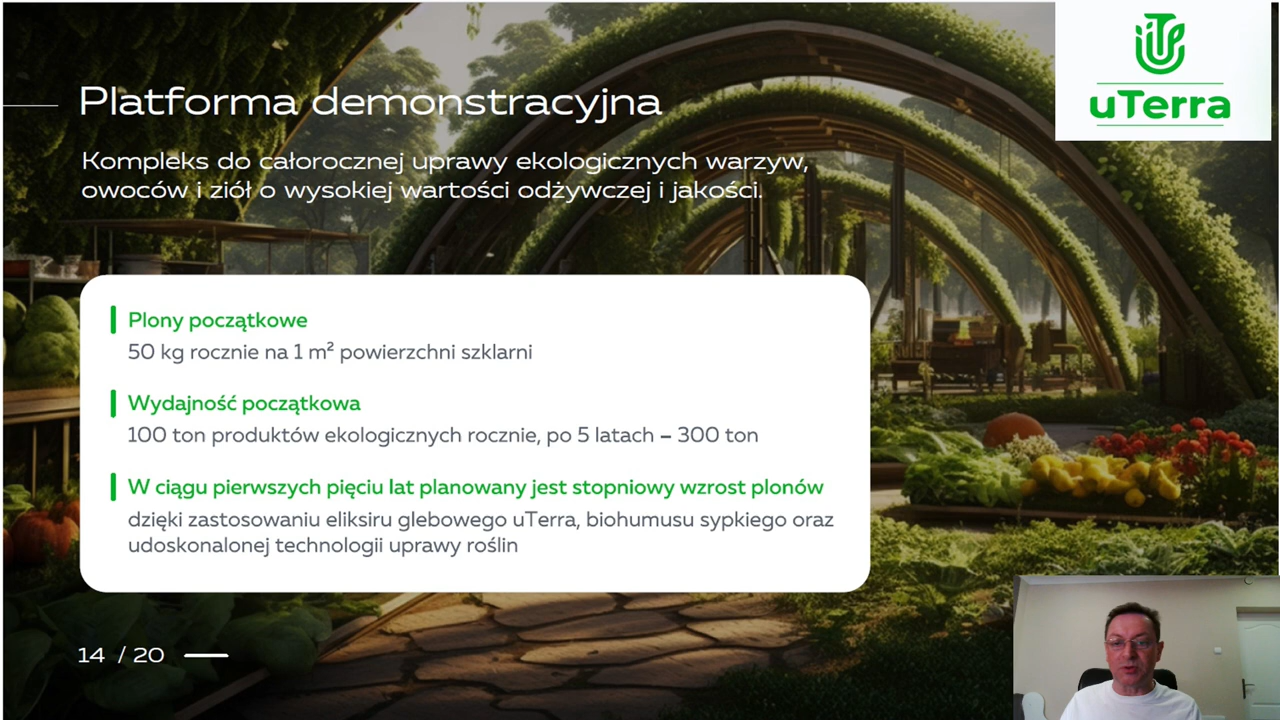 uTerra
Platforma demonstracyjna
Kompleks do całorocznej uprawy ekologicznych warzyw,
owoców i ziół o wysokiej wartości odżywczej i jakości.
Plony początkowe
50 kg rocznie na 1 m² powierzchni szklarni
Wydajność początkowa
100 ton produktów ekologicznych rocznie, po 5 latach – 300 ton
W ciągu pierwszych pięciu lat planowany jest stopniowy wzrost plonów
dzięki zastosowaniu eliksiru glebowego uTerra, biohumusu sypkiego oraz
udoskonalonej technologii uprawy roślin
14 / 20